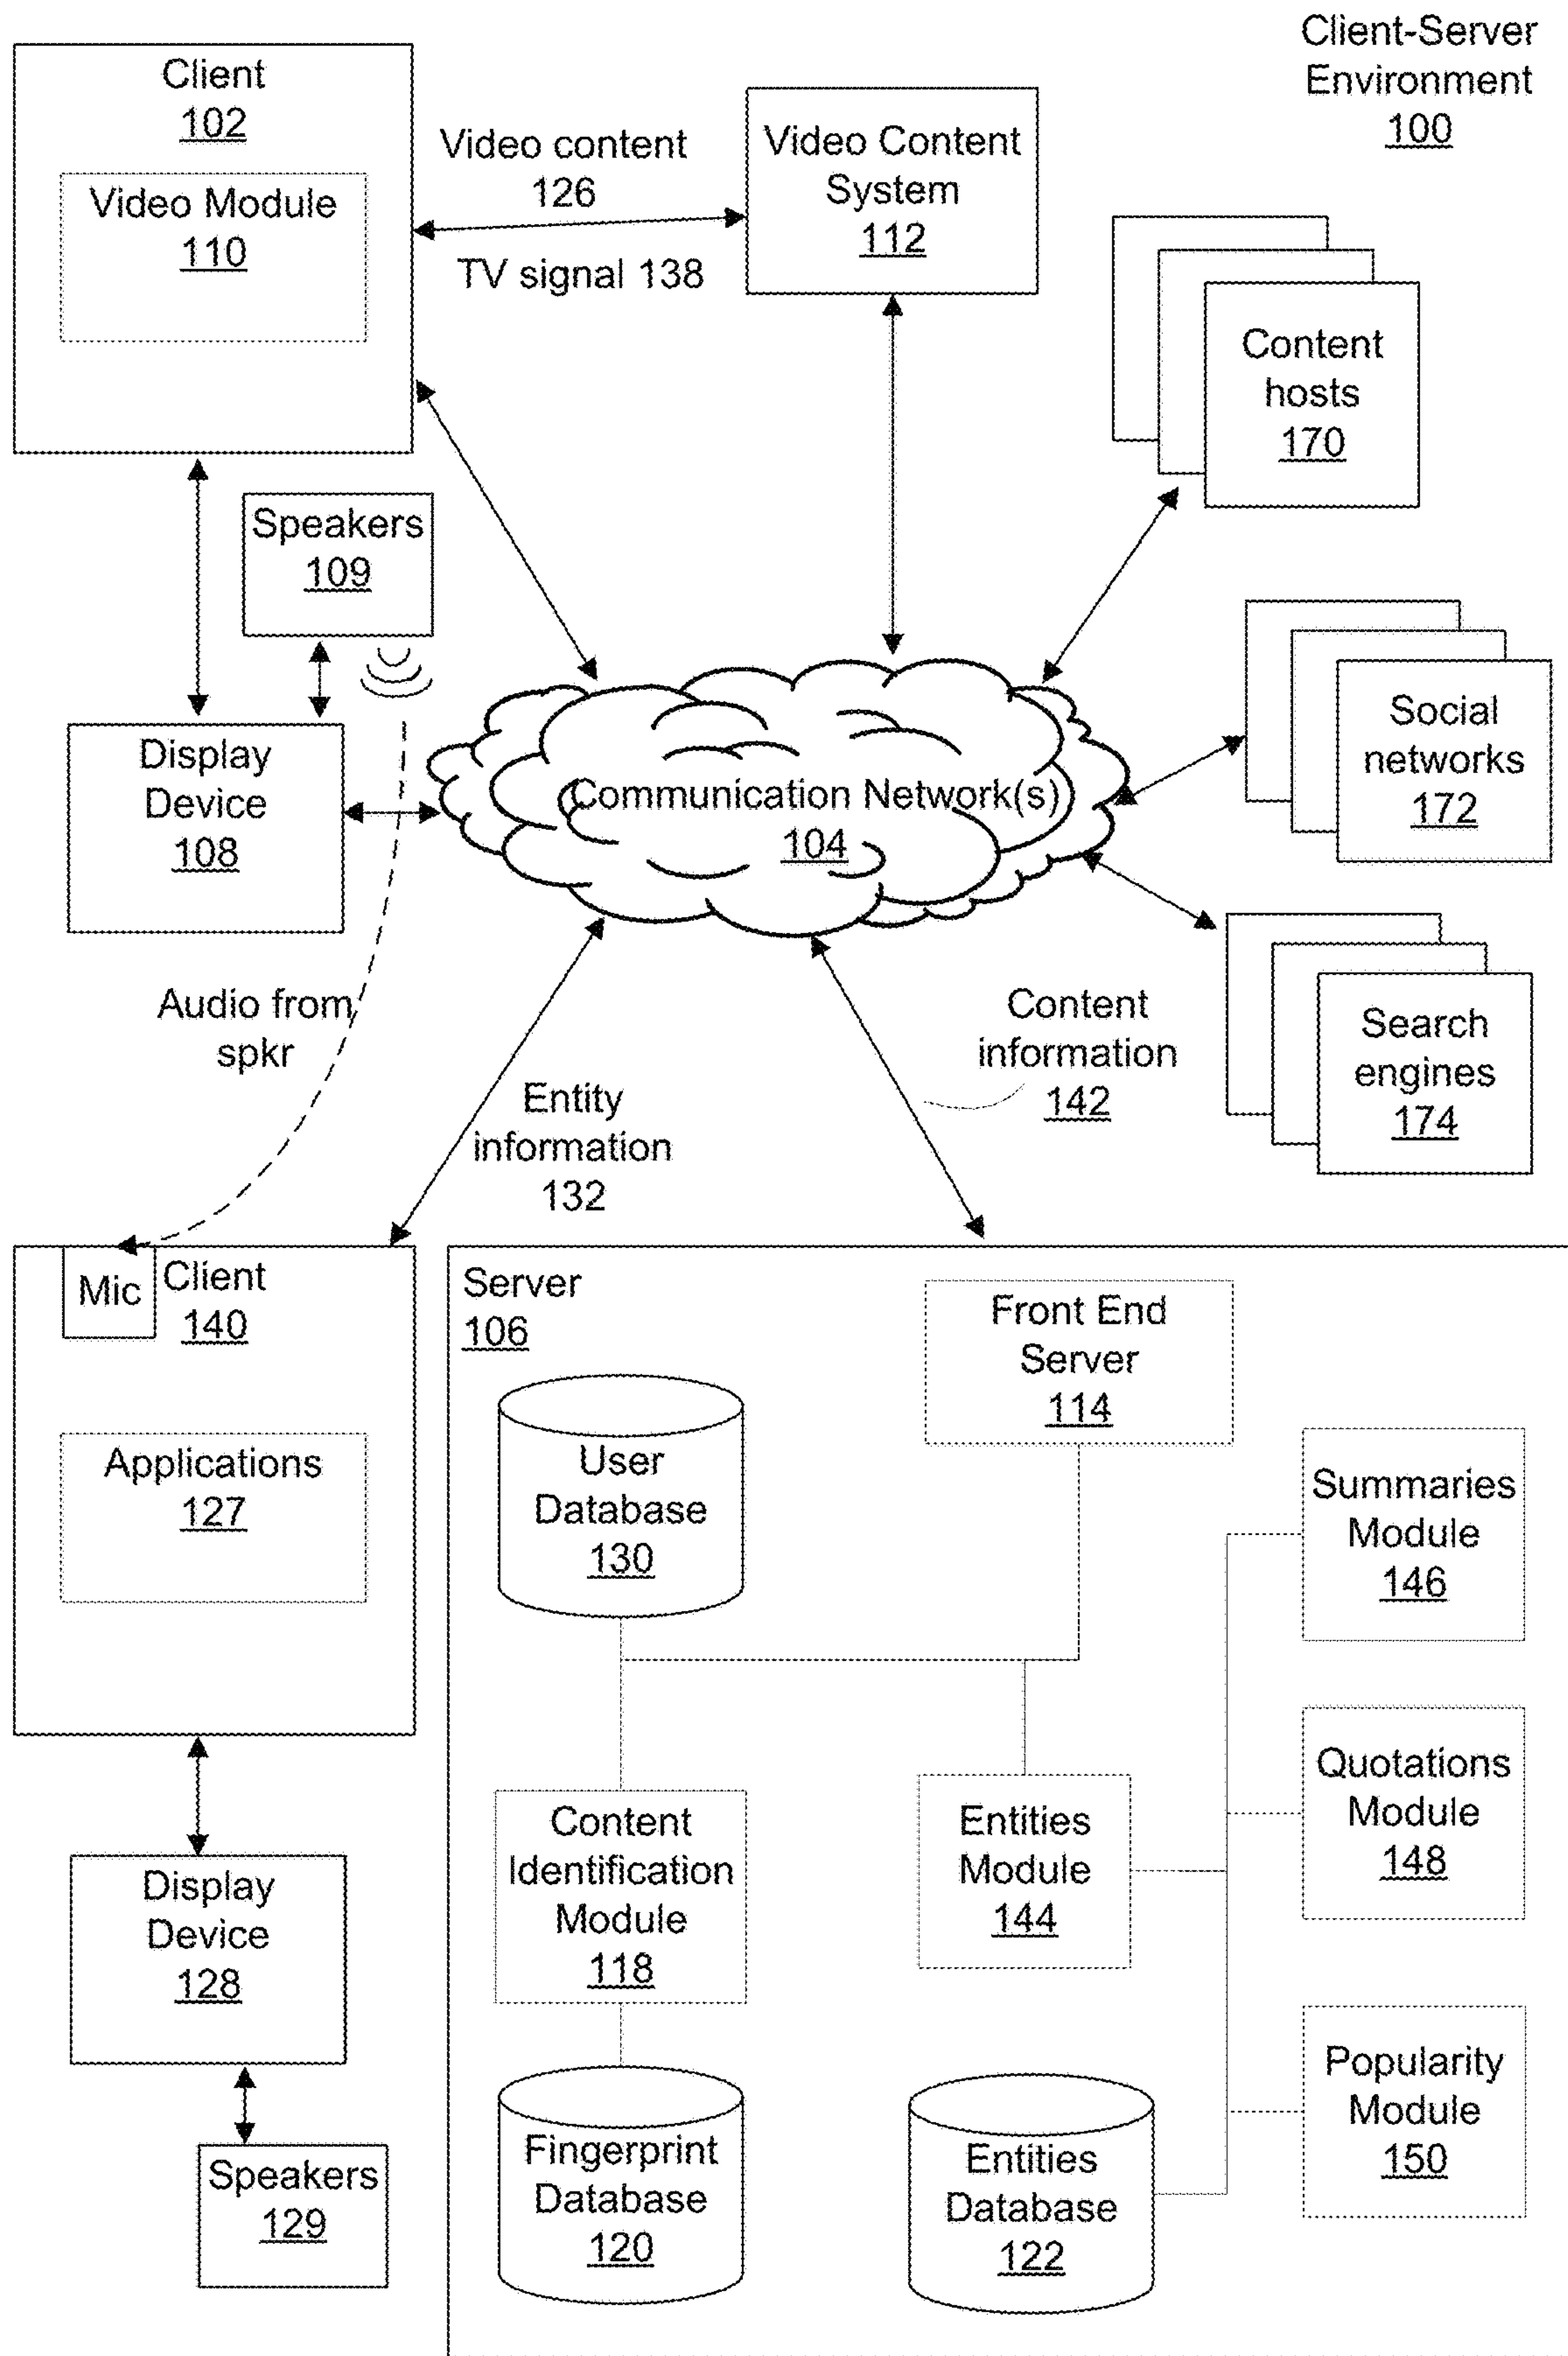 Client-Server
Environment
100
Client
102
Video Module
110
Video content
126
TV signal 138
Video Content
System
112
Content
hosts
170
Speakers
109
Display
Device
108
Communication Network(s)
104
Social
networks
172
Search
engines
174
Audio from
spkr
Entity
information
132
Content
information
142
Mic
Client
140
Applications
127
Display
Device
128
Speakers
129
Server
106
Front End
Server
114
User
Database
130
Summaries
Module
146
Quotations
Module
148
Content
Identification
Module
118
Entities
Module
144
Popularity
Module
150
Fingerprint
Database
120
Entities
Database
122